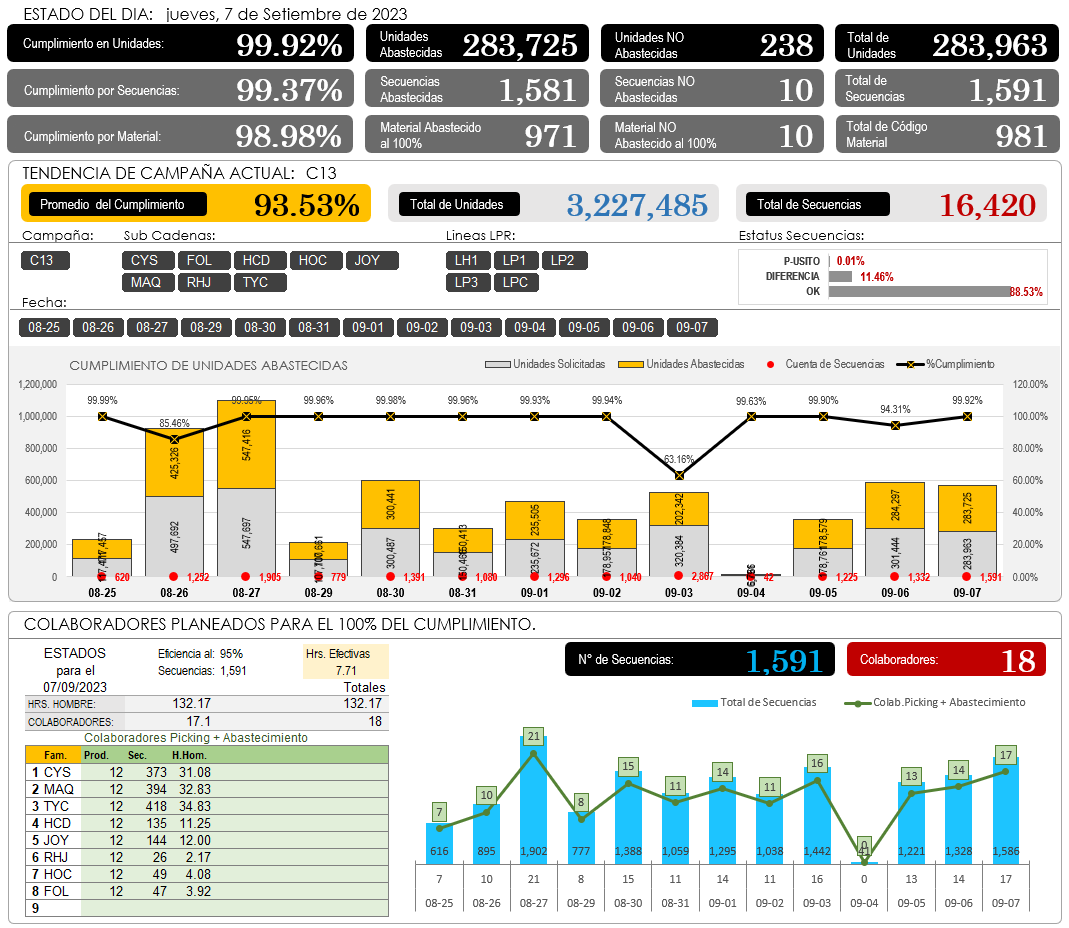 ESTADO DEL DIA: jueves, 7 de Setiembre de 2023
Cumplimiento en Unidades: 99.92%
Unidades Abastecidas 283,725
Unidades NO Abastecidas 238
Total de Unidades 283,963
Cumplimiento por Secuencias: 99.37%
Secuencias Abastecidas 1,581
Secuencias NO Abastecidas 10
Total de Secuencias 1,591
Cumplimiento por Material: 98.98%
Material Abastecido al 100% 971
Material NO Abastecido al 100% 10
Total de Código Material 981
TENDENCIA DE CAMPAÑA ACTUAL: C13
Promedio del Cumplimiento 93.53%
Total de Unidades 3,227,485
Total de Secuencias 16,420
Campaña: Sub Cadenas: Lineas LPR: Estatus Secuencias:
C13 CYS FOL HCD HOC JOY LH1 LP1 LP2
MAQ RHJ TYC LP3 LPC
P-USITO 0.01%
DIFERENCIA 11.46%
OK 88.53%
Fecha:
08-25 08-26 08-27 08-29 08-30 08-31 09-01 09-02 09-03 09-04 09-05 09-06 09-07
CUMPLIMIENTO DE UNIDADES ABASTECIDAS
Unidades Solicitadas Unidades Abastecidas Cuenta de Secuencias %Cumplimiento
1,200,000 120.00%
1,000,000 100.00%
800,000 80.00%
600,000 60.00%
400,000 40.00%
200,000 20.00%
0 0.00%
99.99% 85.46% 99.95% 99.96% 99.98% 99.96% 99.93% 99.94% 63.16% 99.63% 99.90% 94.31% 99.92%
425,326 547,416 300,441 235,505 178,848 202,342 178,579 284,297 283,725
497,692 547,697 300,487 235,672 178,957 320,384 178,761 301,444 283,963
620 1,252 1,905 779 1,391 1,080 1,296 1,040 2,867 42 1,225 1,332 1,591
08-25 08-26 08-27 08-29 08-30 08-31 09-01 09-02 09-03 09-04 09-05 09-06 09-07
COLABORADORES PLANEADOS PARA EL 100% DEL CUMPLIMIENTO.
ESTADOS para el 07/09/2023
Eficiencia al: 95%
Secuencias: 1,591
Hrs. Efectivas
7.71
Totales
HRS. HOMBRE: 132.17 132.17
COLABORADORES: 17.1 18
Colaboradores Picking + Abastecimiento
Fam. Prod. Sec. H.Hom.
1 CYS 12 373 31.08
2 MAQ 12 394 32.83
3 TYC 12 418 34.83
4 HCD 12 135 11.25
5 JOY 12 144 12.00
6 RHJ 12 26 2.17
7 HOC 12 49 4.08
8 FOL 12 47 3.92
9
N° de Secuencias: 1,591
Colaboradores: 18
Total de Secuencias Colab.Picking + Abastecimiento
7 10 21 8 15 11 14 11 16 0 13 14 17
616 895 1,902 777 1,388 1,059 1,295 1,038 1,442 41 1,221 1,328 1,586
7 10 21 8 15 11 14 11 16 0 13 14 17
08-25 08-26 08-27 08-29 08-30 08-31 09-01 09-02 09-03 09-04 09-05 09-06 09-07